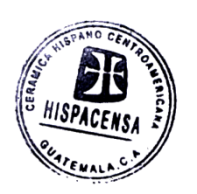 CERAMICA HISPANO CENTROAMERICANA
HISPACENSA
GUATEMALA, C.A.